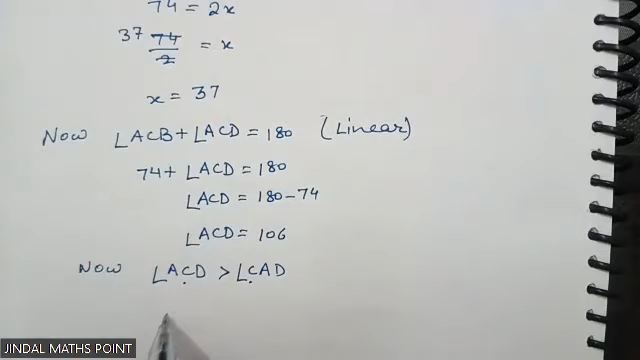 74 = 2x
37 74/2 = x
x = 37
Now ∠ACB + ∠ACD = 180 (Linear)
74 + ∠ACD = 180
∠ACD = 180 - 74
∠ACD = 106
Now ∠ACD > ∠CAD
JINDAL MATHS POINT